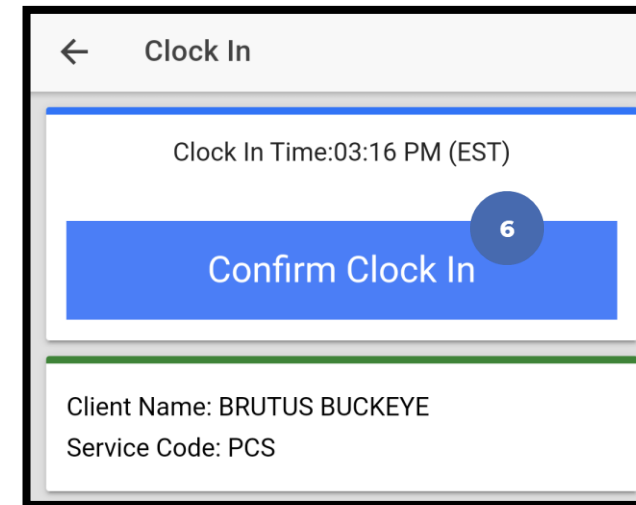 Clock In
Clock In Time:03:16 PM (EST)
6
Confirm Clock In
Client Name: BRUTUS BUCKEYE
Service Code: PCS